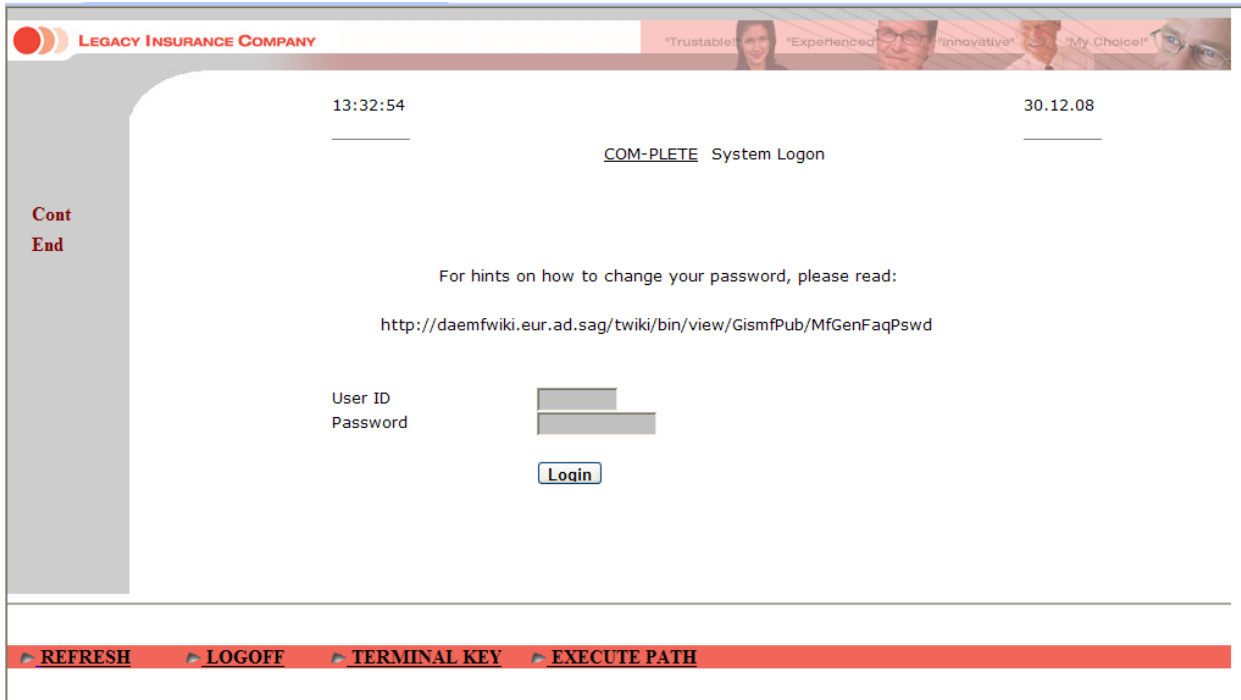 LEGACY INSURANCE COMPANY
"Trustable!" "Experienced" "Innovative" "My Choice!"
13:32:54 30.12.08
COM-PLETE System Logon
Cont
End
For hints on how to change your password, please read:
http://daemfwiki.eur.ad.sag/twiki/bin/view/GismfPub/MfGenFaqPswd
User ID
Password
Login
REFRESH LOGOFF TERMINAL KEY EXECUTE PATH